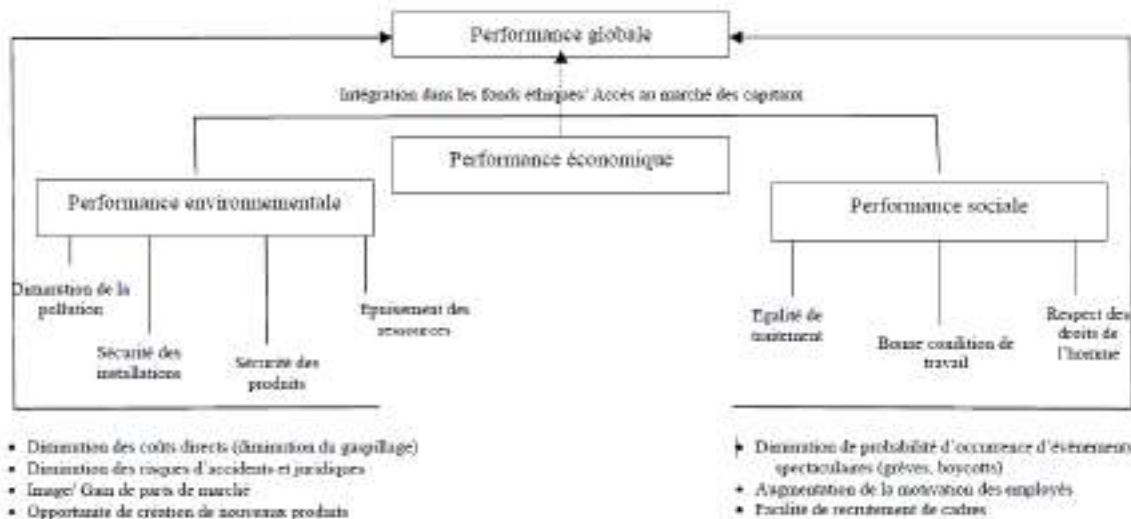 Performance globale
Intégration dans les fonds éthiques/ Accès au marché des capitaux
Performance économique
Performance environnementale
Performance sociale
Diminution de la
pollution
Sécurité des
installations
Sécurité des
produits
Epuisement des
ressources
Egalité de
traitement
Bonne condition de
travail
Respect des
droits de
l'homme
• Diminution des coûts directs (diminution du gaspillage)
• Diminution des risques d'accidents et juridiques
• Image/ Gain de parts de marché
• Opportunité de création de nouveaux produits
• Diminution de probabilité d'occurrence d'évènements
spectaculaires (grèves, boycotts)
• Augmentation de la motivation des employés
• Facilité de recrutement de cadres